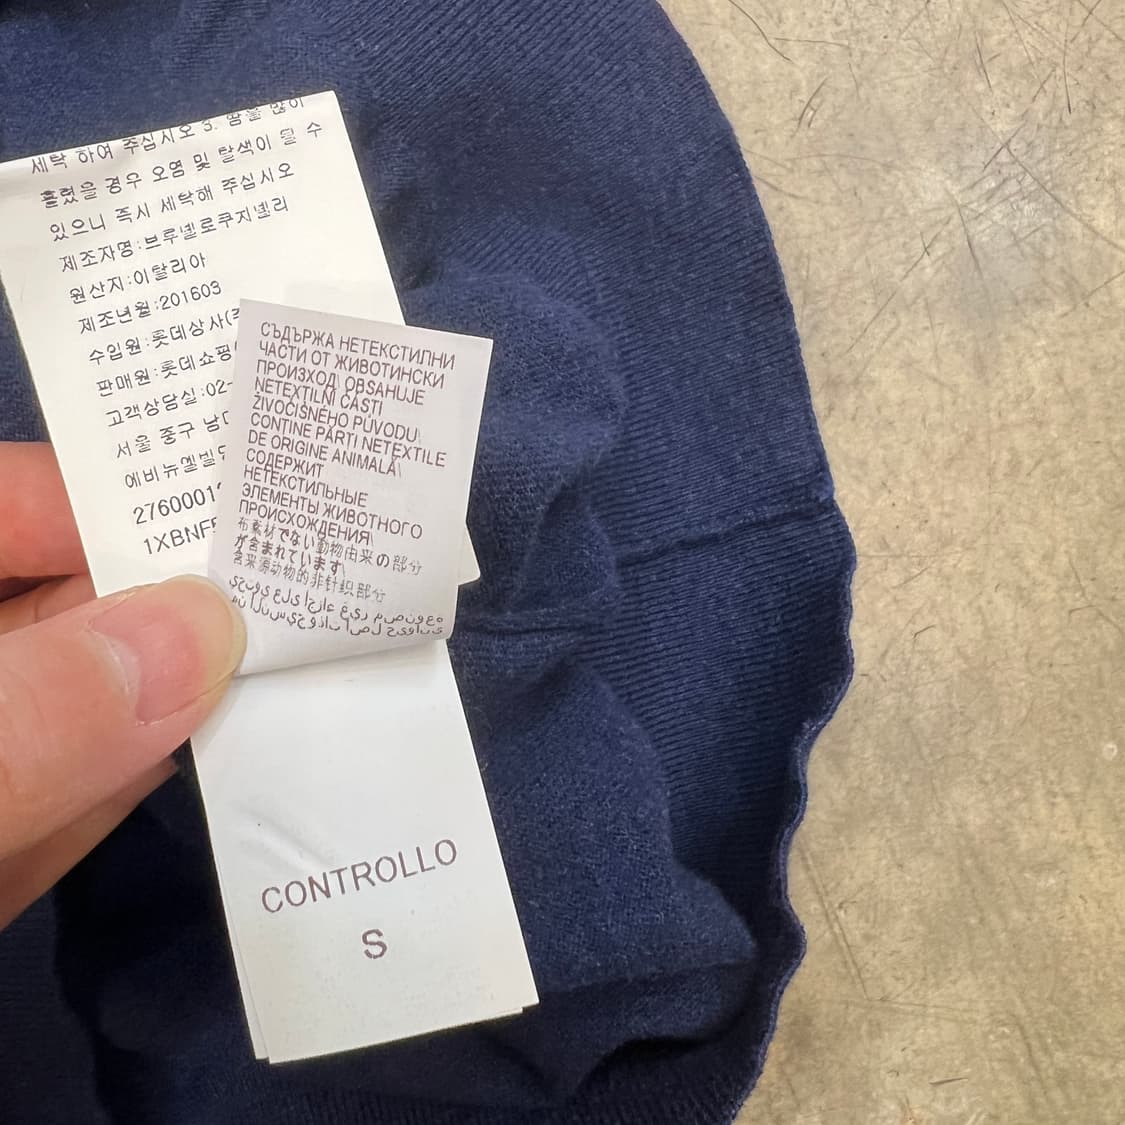 세탁 하여 주십시오 3. 땀을 많이
흘렸을 경우 오염 및 탈색이 될 수
있으니 즉시 세탁해 주십시오
제조자명:브루넬로쿠치넬리
원산지:이탈리아
제조년월:201603
수입원:롯데상사(주
판매원:롯데쇼핑(
고객상담실:02-
서울 중구 남대
에비뉴엘빌딩
2760001
1XBNF
СЪДЪРЖА НЕТЕКСТИЛНИ
ЧАСТИ ОТ ЖИВОТИНСКИ
ПРОИЗХОД\ OBSAHUJE
NETEXTILNÍ ČÁSTI
ŽIVOČIŠNÉHO PŮVODU\
CONȚINE PĂRȚI NETEXTILE
DE ORIGINE ANIMALĂ\
СОДЕРЖИТ
НЕТЕКСТИЛЬНЫЕ
ЭЛЕМЕНТЫ ЖИВОТНОГО
ПРОИСХОЖДЕНИЯ\
布素材でない動物由来の部分
が含まれています\
含来源动物的非针织部分
CONTROLLO
S